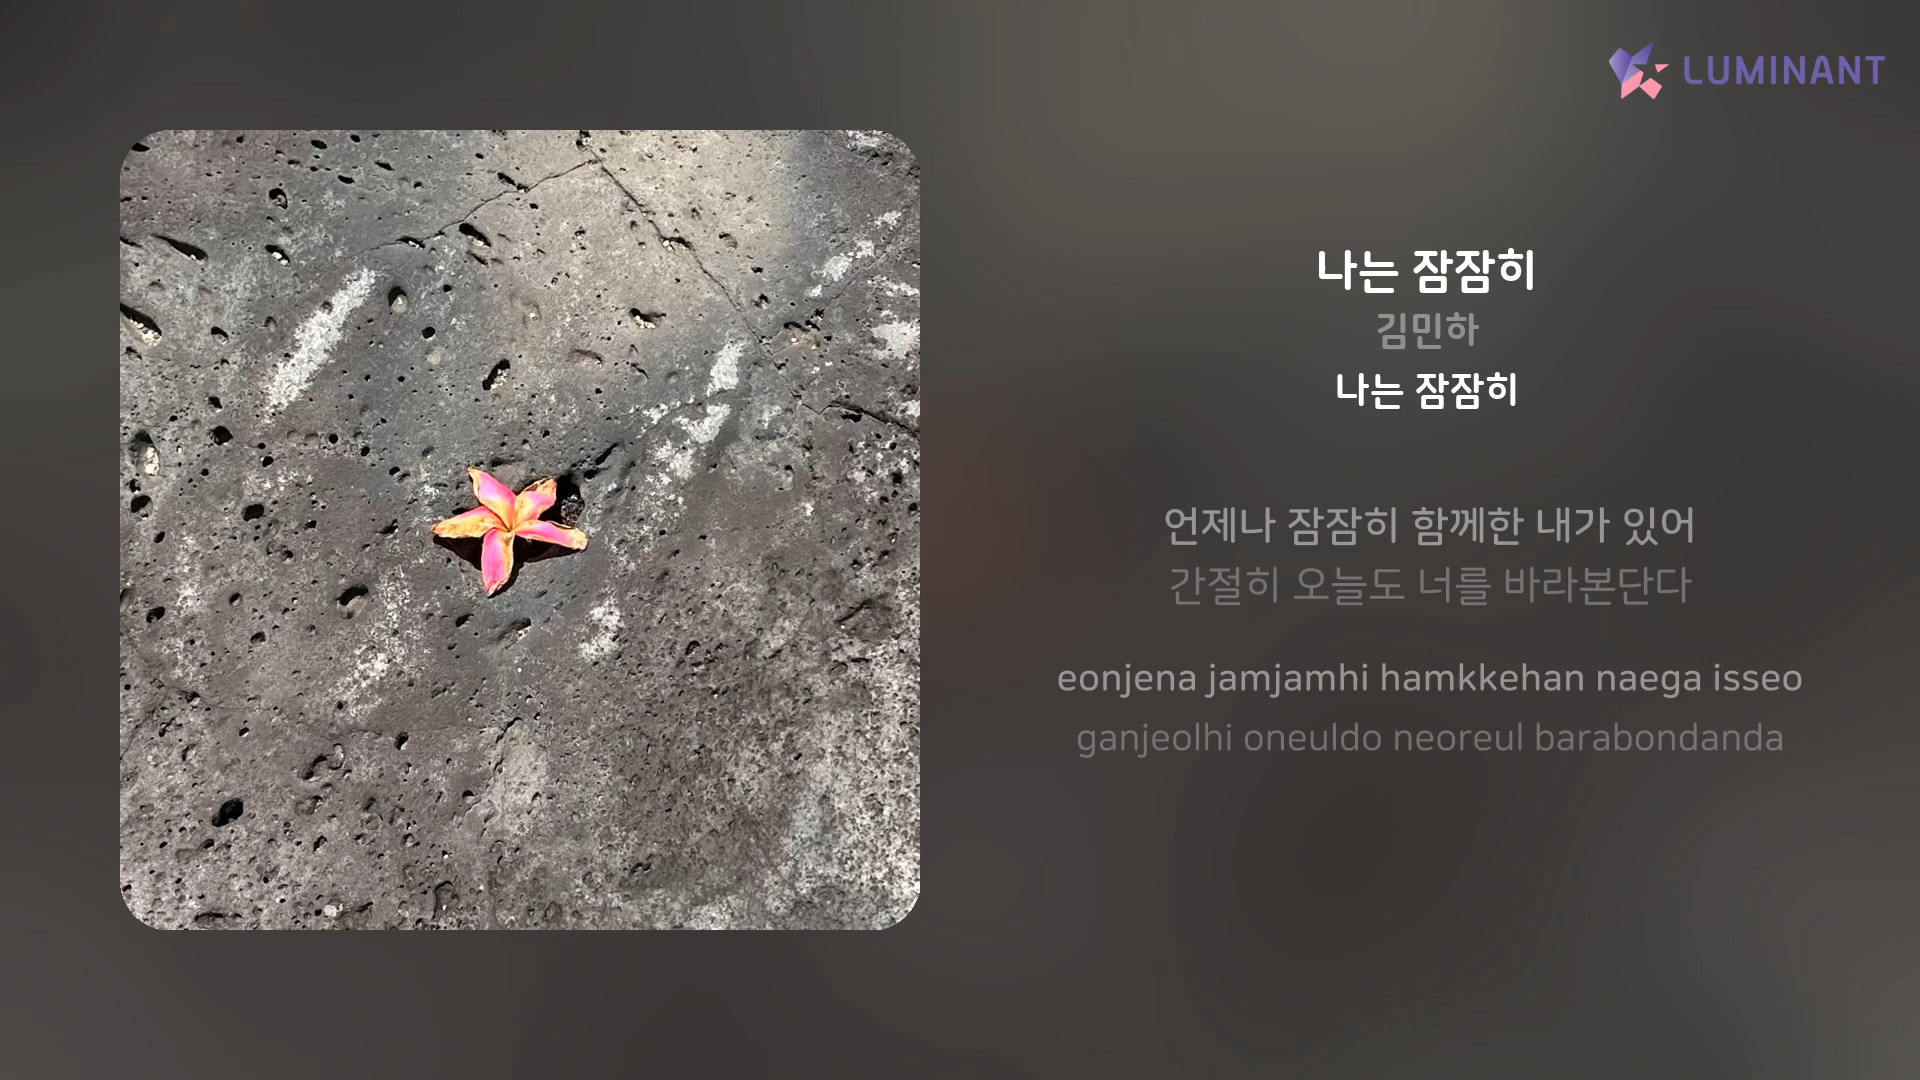 LUMINANT
나는 잠잠히
김민하
나는 잠잠히
언제나 잠잠히 함께한 내가 있어
간절히 오늘도 너를 바라본단다
eonjena jamjamhi hamkkehan naega isseo
ganjeolhi oneuldo neoreul barabondanda